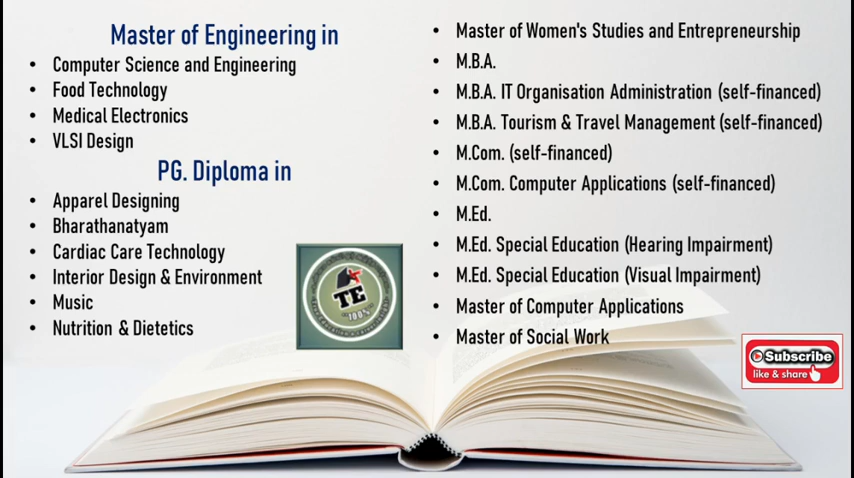 Master of Engineering in
• Computer Science and Engineering
• Food Technology
• Medical Electronics
• VLSI Design
PG. Diploma in
• Apparel Designing
• Bharathanatyam
• Cardiac Care Technology
• Interior Design & Environment
• Music
• Nutrition & Dietetics
TE
"100%"
• Master of Women's Studies and Entrepreneurship
• M.B.A.
• M.B.A. IT Organisation Administration (self-financed)
• M.B.A. Tourism & Travel Management (self-financed)
• M.Com. (self-financed)
• M.Com. Computer Applications (self-financed)
• M.Ed.
• M.Ed. Special Education (Hearing Impairment)
• M.Ed. Special Education (Visual Impairment)
• Master of Computer Applications
• Master of Social Work
Subscribe
like & share